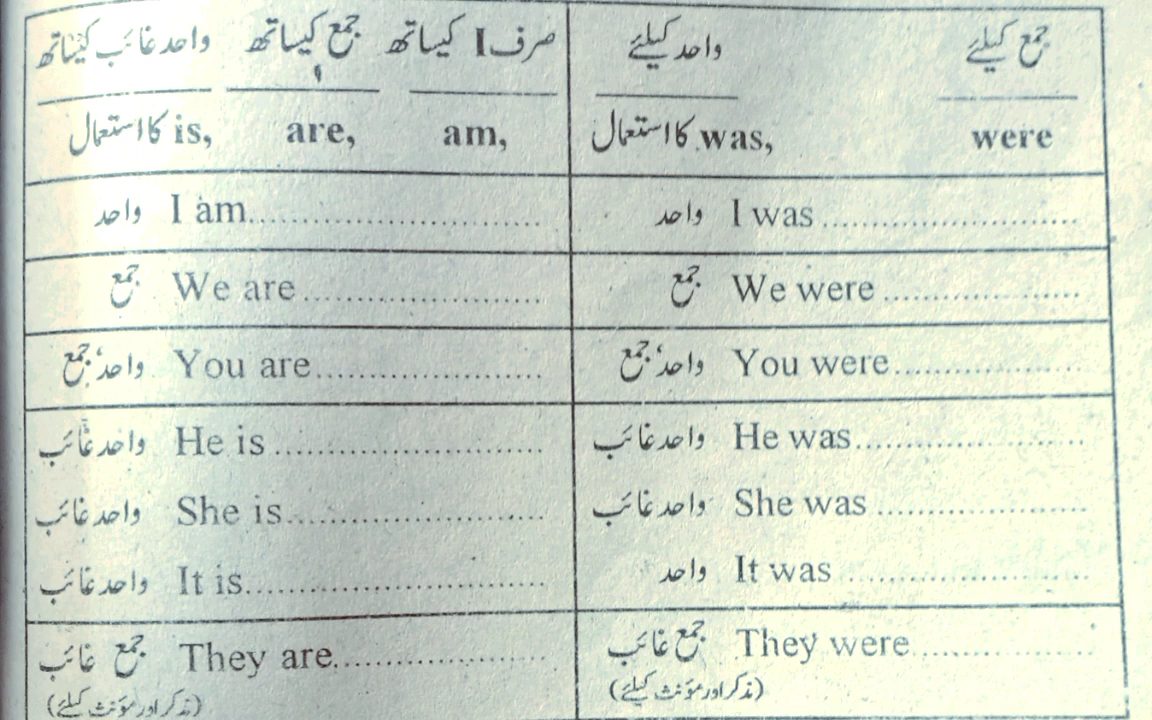 واحد غائب کیساتھ جمع کیساتھ صرف I کیساتھ
is, کا استعمال are, am,
واحد I am..............................
جمع We are.........................
واحد، جمع You are........................
واحد غائب He is............................
واحد غائب She is...........................
واحد غائب It is...............................
جمع غائب They are......................
(مذکر اور مؤنث کیلئے)
واحد کیلئے جمع کیلئے
was, کا استعمال were
واحد I was..........................
جمع We were....................
واحد، جمع You were...................
واحد غائب He was.......................
واحد غائب She was.....................
واحد It was.........................
جمع غائب They were..................
(مذکر اور مؤنث کیلئے)